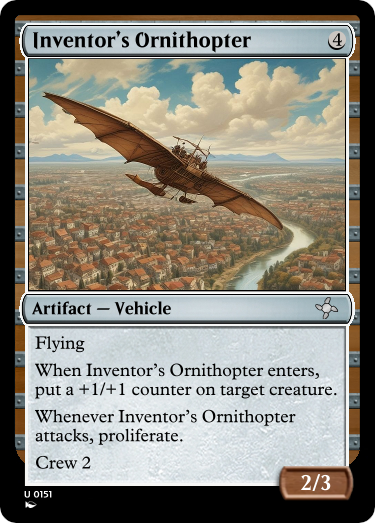 Inventor's Ornithopter 4
Artifact — Vehicle
Flying
When Inventor's Ornithopter enters,
put a +1/+1 counter on target creature.
Whenever Inventor's Ornithopter
attacks, proliferate.
Crew 2
2/3
U 0151